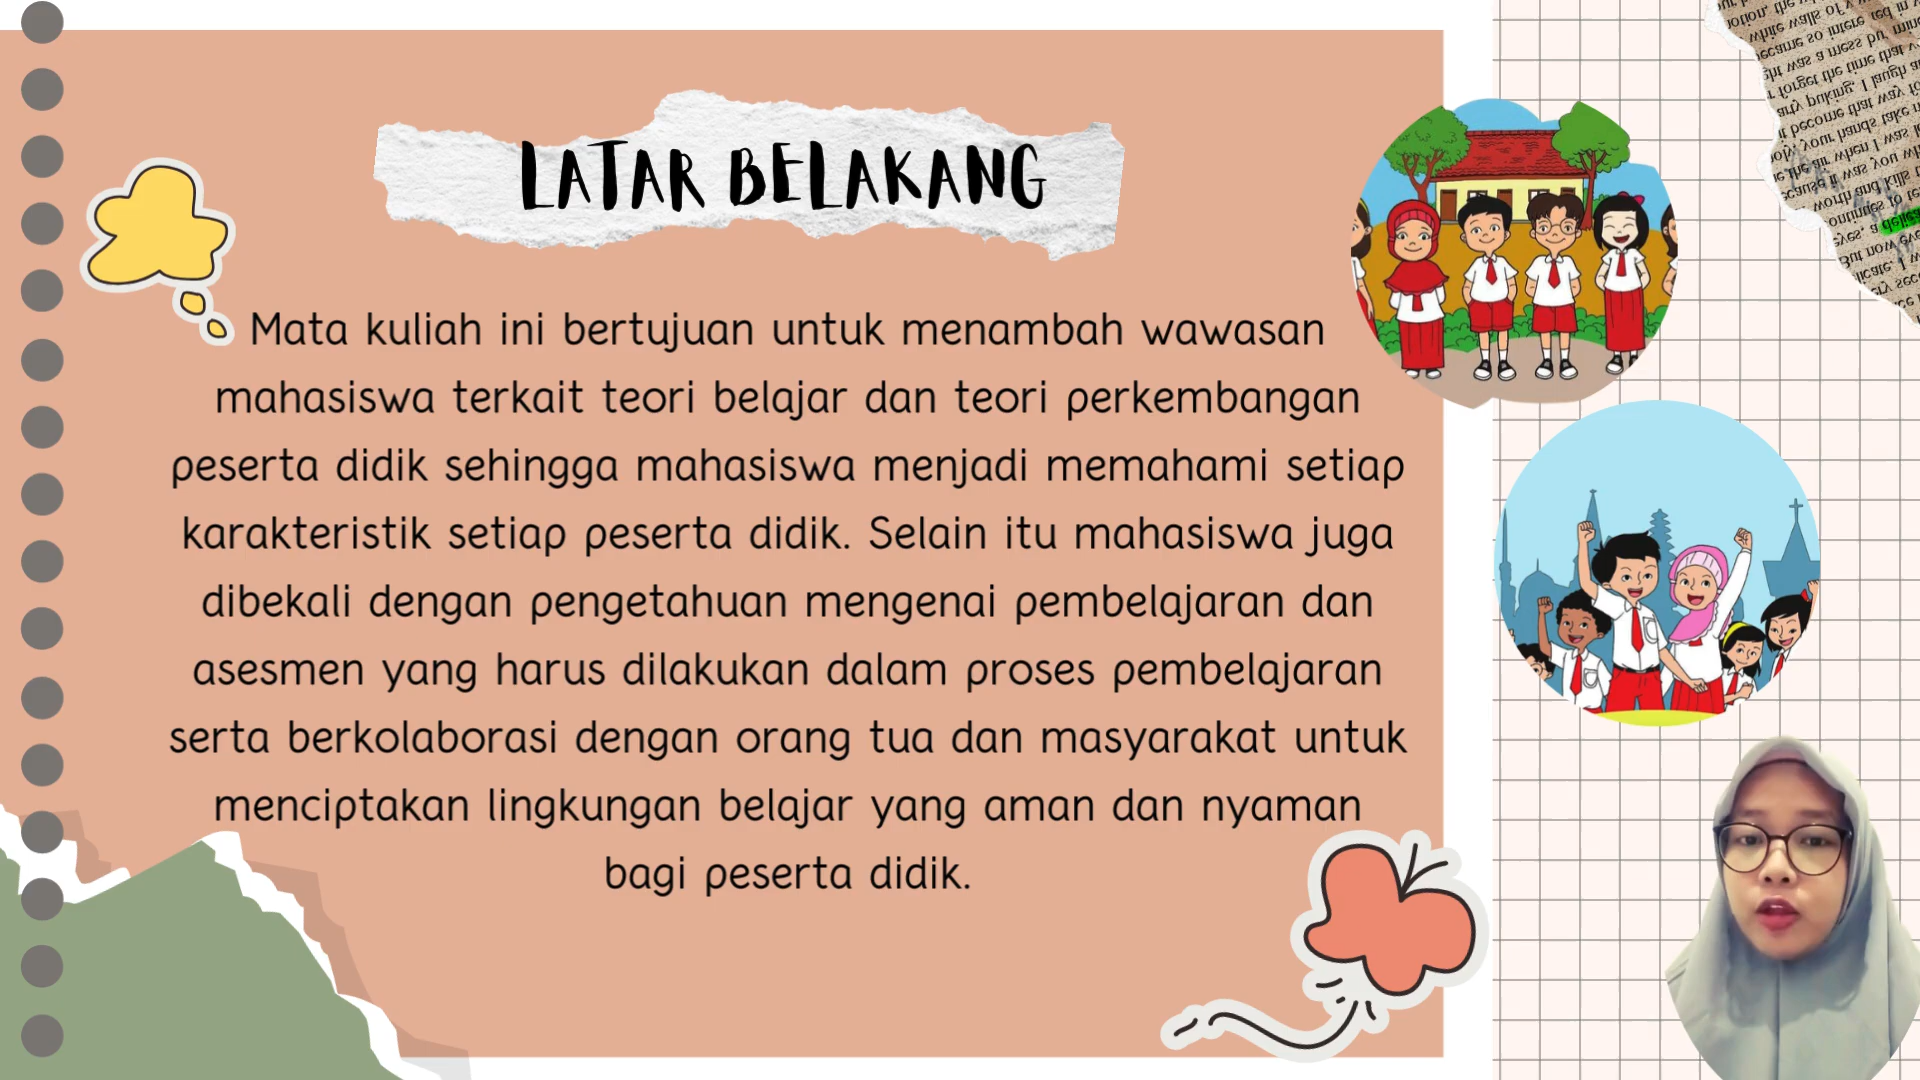 LATAR BELAKANG
Mata kuliah ini bertujuan untuk menambah wawasan
mahasiswa terkait teori belajar dan teori perkembangan
peserta didik sehingga mahasiswa menjadi memahami setiap
karakteristik setiap peserta didik. Selain itu mahasiswa juga
dibekali dengan pengetahuan mengenai pembelajaran dan
asesmen yang harus dilakukan dalam proses pembelajaran
serta berkolaborasi dengan orang tua dan masyarakat untuk
menciptakan lingkungan belajar yang aman dan nyaman
bagi peserta didik.